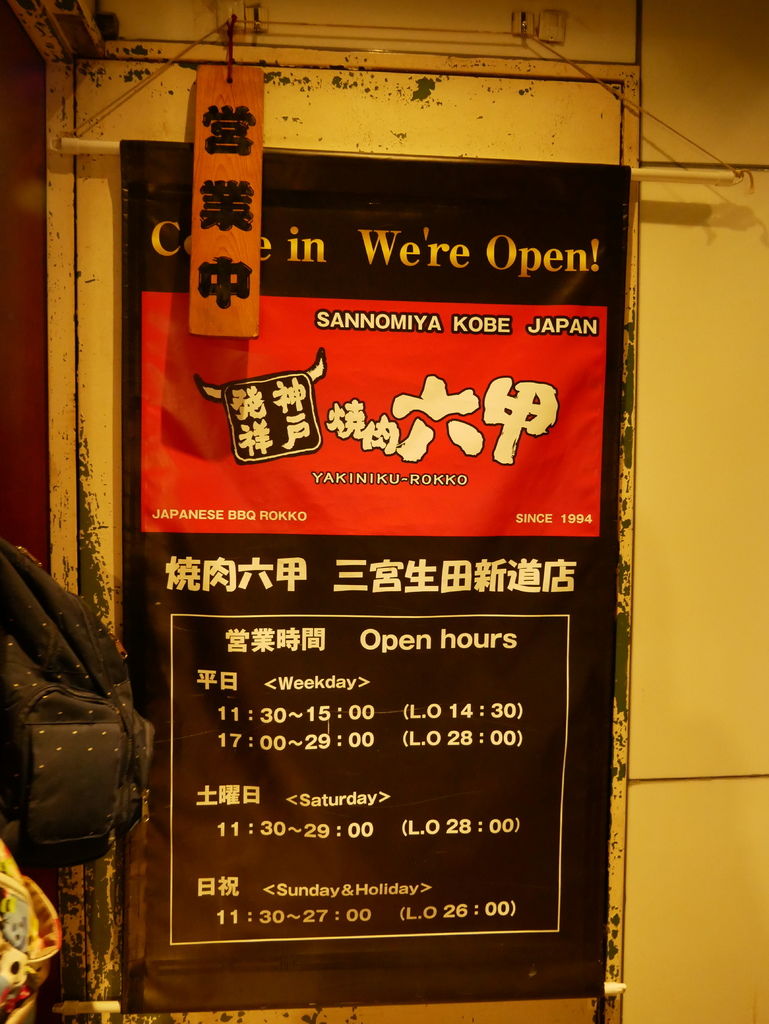 営業中
in We're Open!
SANNOMIYA KOBE JAPAN
神戸
発祥
焼肉六甲
YAKINIKU-ROKKO
JAPANESE BBQ ROKKO
SINCE 1994
焼肉六甲 三宮生田新道店
営業時間 Open hours
平日 <Weekday>
11:30~15:00 (L.O 14:30)
17:00~29:00 (L.O 28:00)
土曜日 <Saturday>
11:30~29:00 (L.O 28:00)
日祝 <Sunday&Holiday>
11:30~27:00 (L.O 26:00)